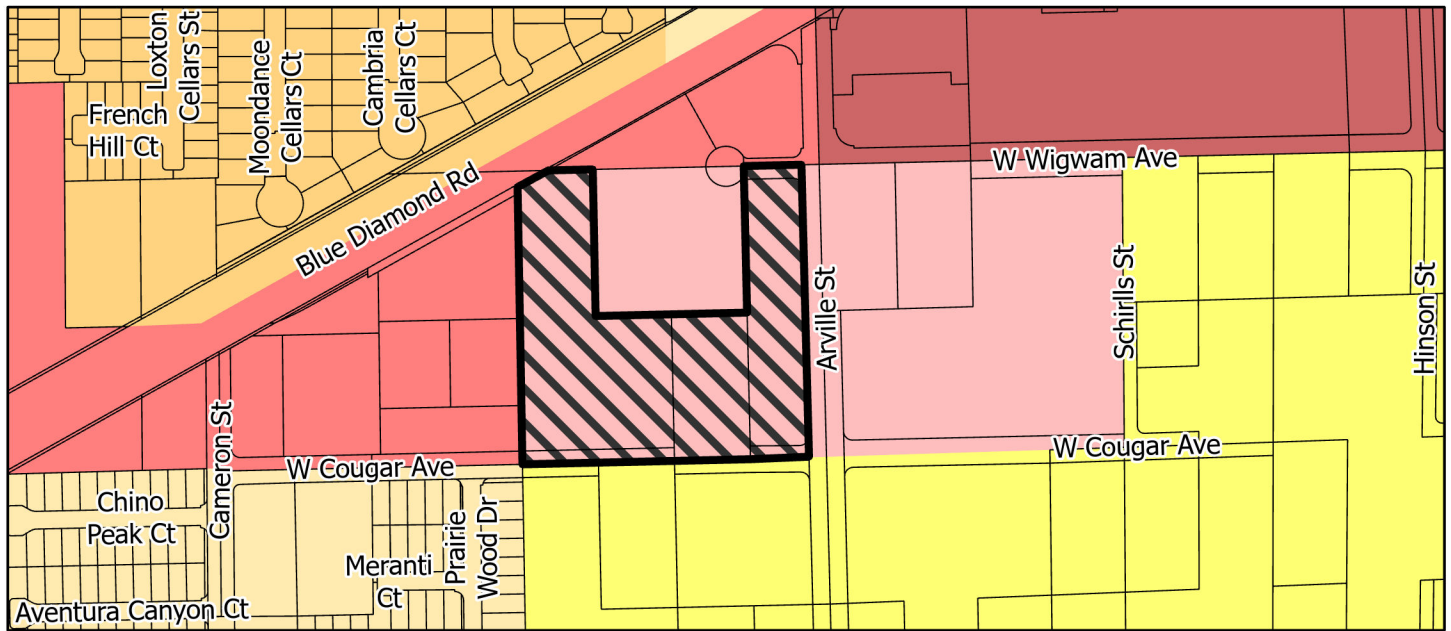 Loxton
Cellars St
Moondance
Cellars Ct
Cambria
Cellars Ct
French
Hill Ct
Blue Diamond Rd
W Wigwam Ave
Arville St
Schirlls St
Hinson St
Cameron St
W Cougar Ave
W Cougar Ave
Chino
Peak Ct
Prairie
Wood Dr
Meranti
Ct
Aventura Canyon Ct